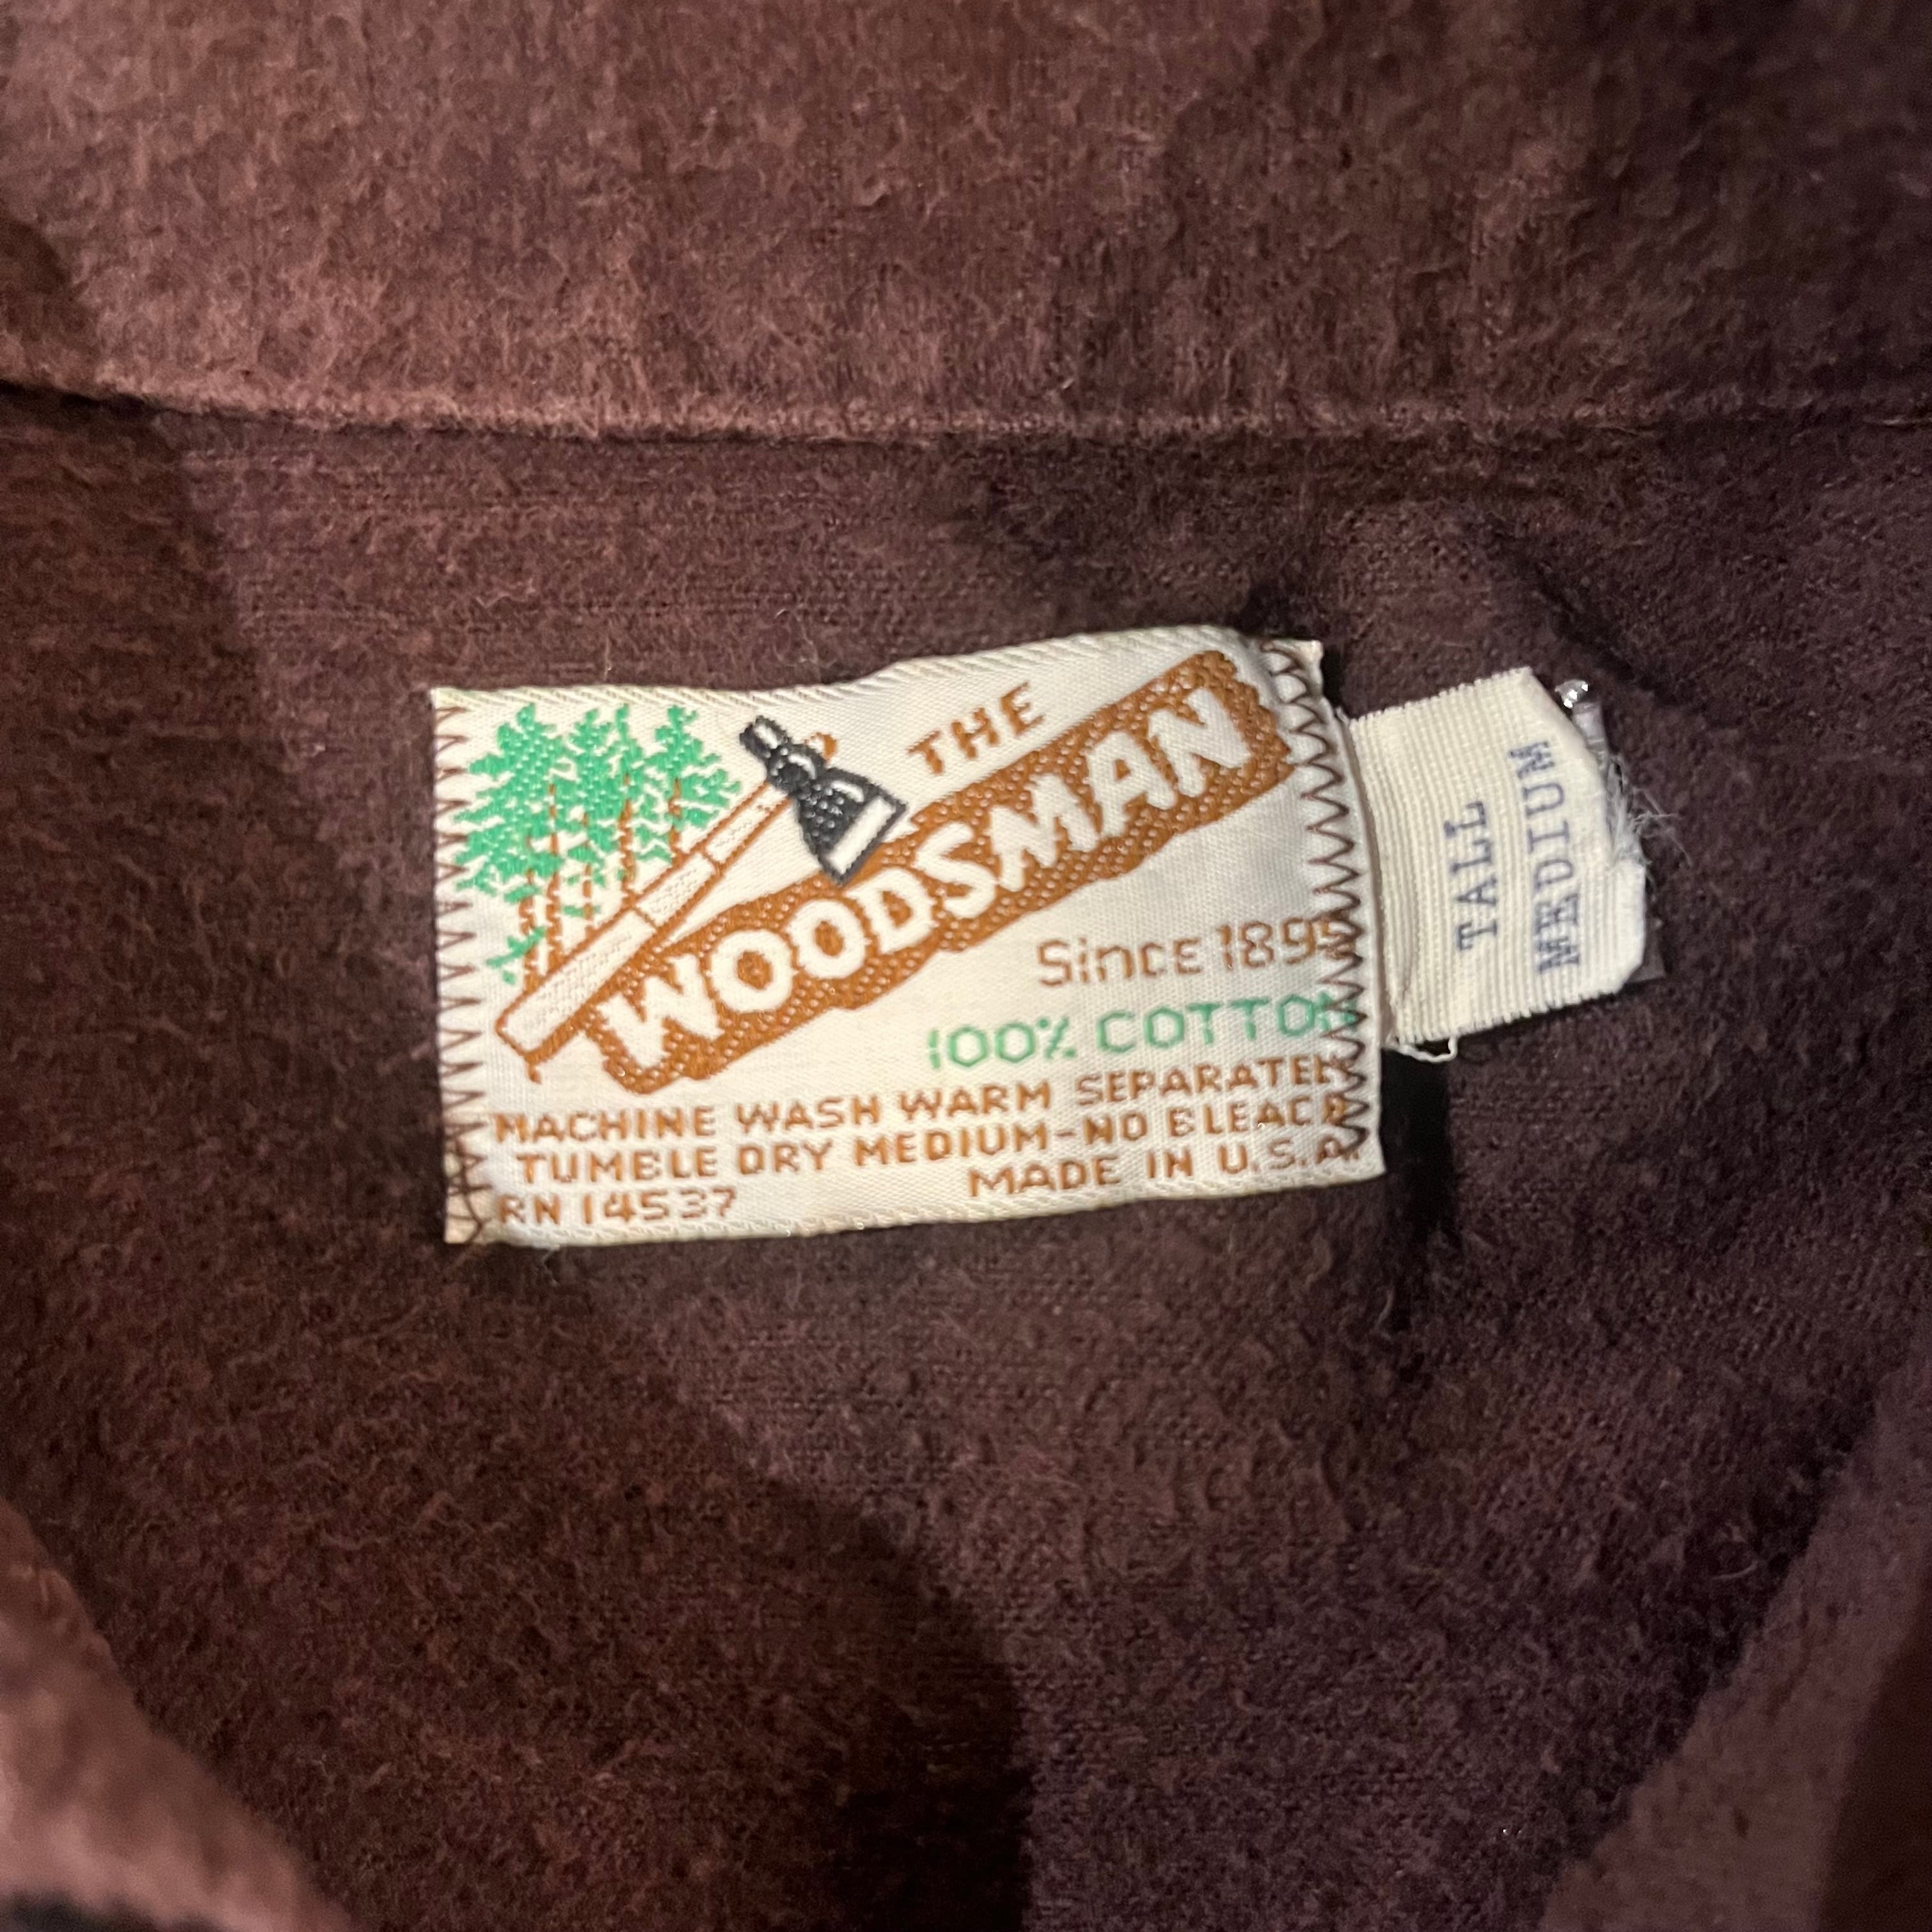 THE
WOODSMAN
Since
100% COTTON
MACHINE WASH WARM SEPARATELY
TUMBLE DRY MEDIUM-NO BLEACH
RN 14537
MADE IN U.S.A.
TALL
MEDIUM